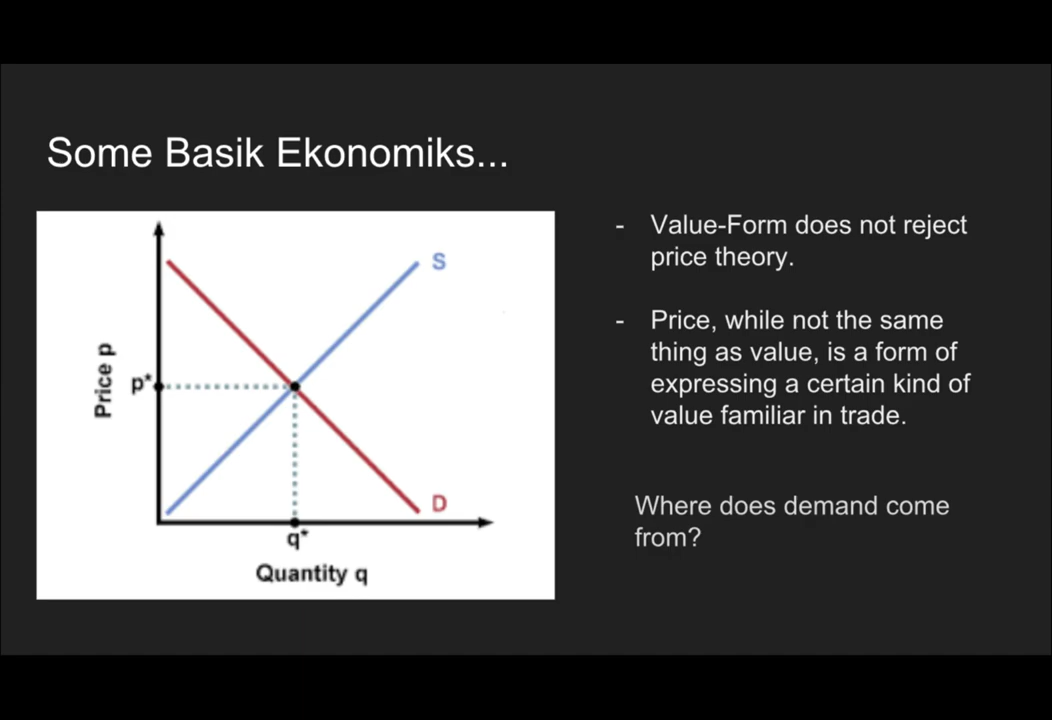 Some Basik Ekonomiks...
S
Price p
p*
D
q*
Quantity q
- Value-Form does not reject
price theory.
- Price, while not the same
thing as value, is a form of
expressing a certain kind of
value familiar in trade.
Where does demand come
from?